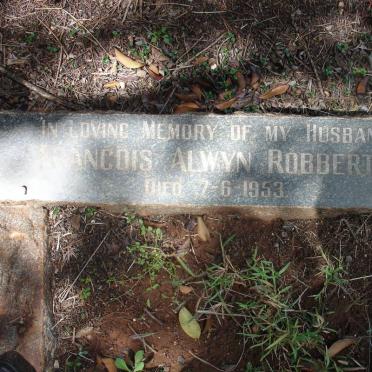 IN LOVING MEMORY OF MY HUSBAN
FRANCOIS ALWYN ROBBERT
DIED 7-6-1953